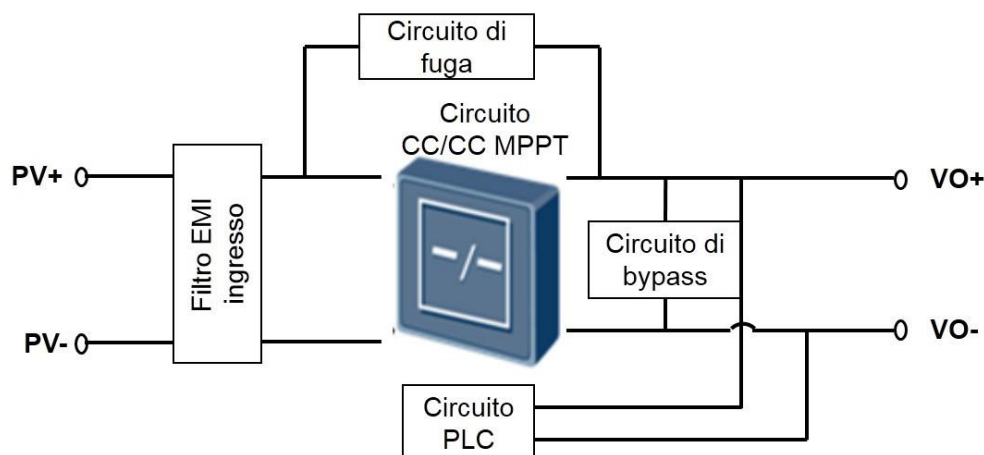 Circuito di
fuga
Circuito
CC/CC MPPT
PV+
VO+
Filtro EMI
ingresso
Circuito di
bypass
PV-
VO-
Circuito
PLC